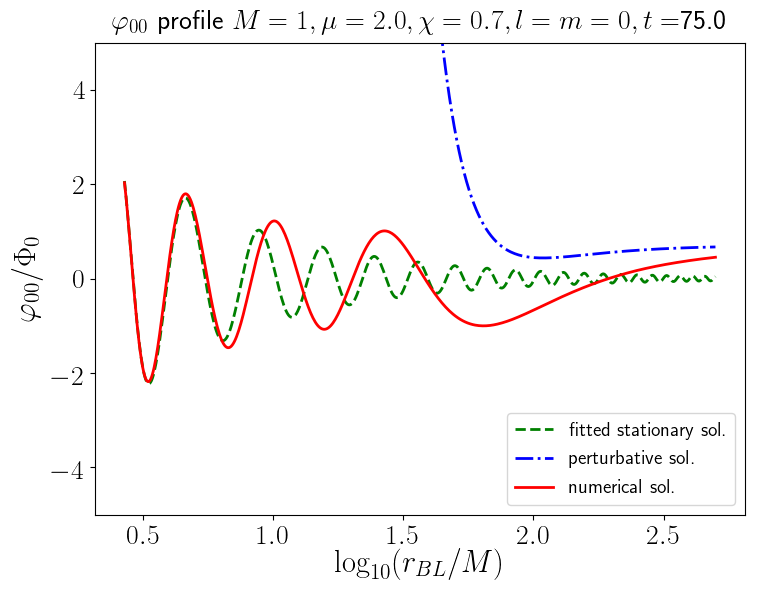 φ₀₀ profile M = 1, μ = 2.0, χ = 0.7, l = m = 0, t =75.0
φ₀₀/Φ₀
4
2
0
−2
−4
fitted stationary sol.
perturbative sol.
numerical sol.
0.5 1.0 1.5 2.0 2.5
log₁₀(r_BL/M)